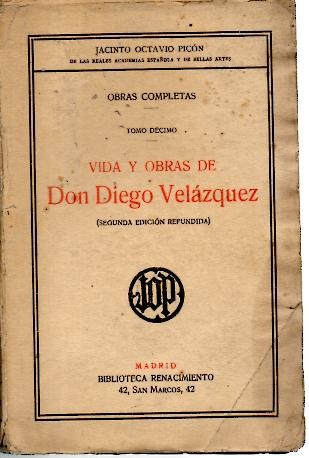 JACINTO OCTAVIO PICÓN
DE LAS REALES ACADEMIAS ESPAÑOLA Y DE BELLAS ARTES
OBRAS COMPLETAS
TOMO DÉCIMO
VIDA Y OBRAS DE
Don Diego Velázquez
(SEGUNDA EDICIÓN REFUNDIDA)
JOP
MADRID
BIBLIOTECA RENACIMIENTO
42, SAN MARCOS, 42